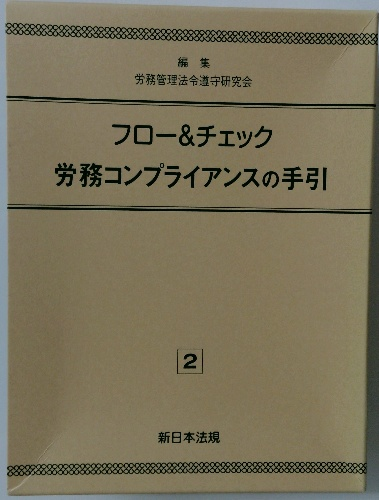 編集
労務管理法令遵守研究会
フロー&チェック
労務コンプライアンスの手引
2
新日本法規